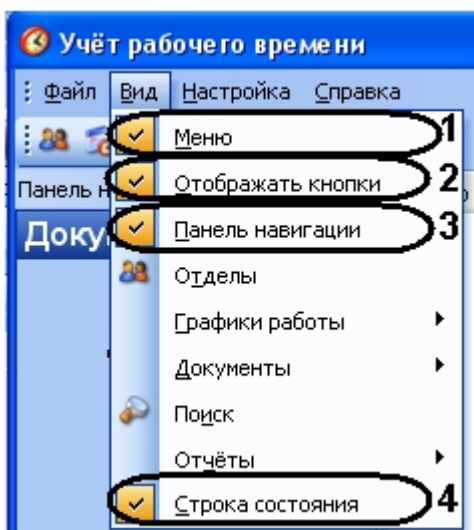 Учёт рабочего времени
Файл Вид Настройка Справка
Меню 1
Отображать кнопки 2
Панель н
Панель навигации 3
Доку
Отделы
Графики работы
Документы
Поиск
Отчёты
Строка состояния 4